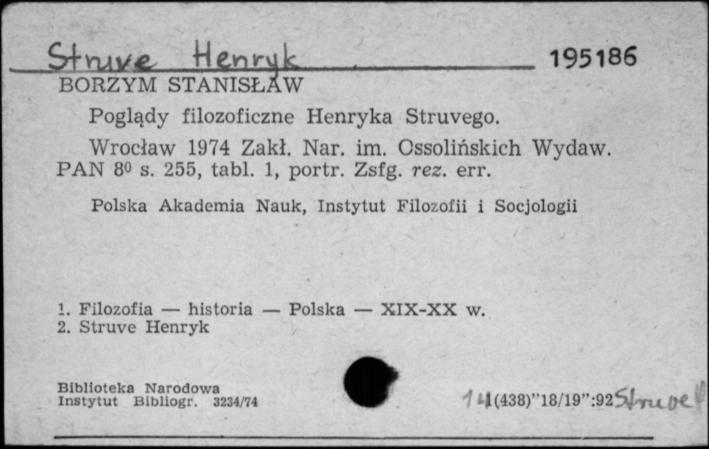 Struve Henryk 195186
BORZYM STANISŁAW
Poglądy filozoficzne Henryka Struvego.
Wrocław 1974 Zakł. Nar. im. Ossolińskich Wydaw.
PAN 8⁰ s. 255, tabl. 1, portr. Zsfg. rez. err.
Polska Akademia Nauk, Instytut Filozofii i Socjologii
1. Filozofia — historia — Polska — XIX-XX w.
2. Struve Henryk
Biblioteka Narodowa
Instytut Bibliogr. 3234/74
1(438)"18/19":92 Struve